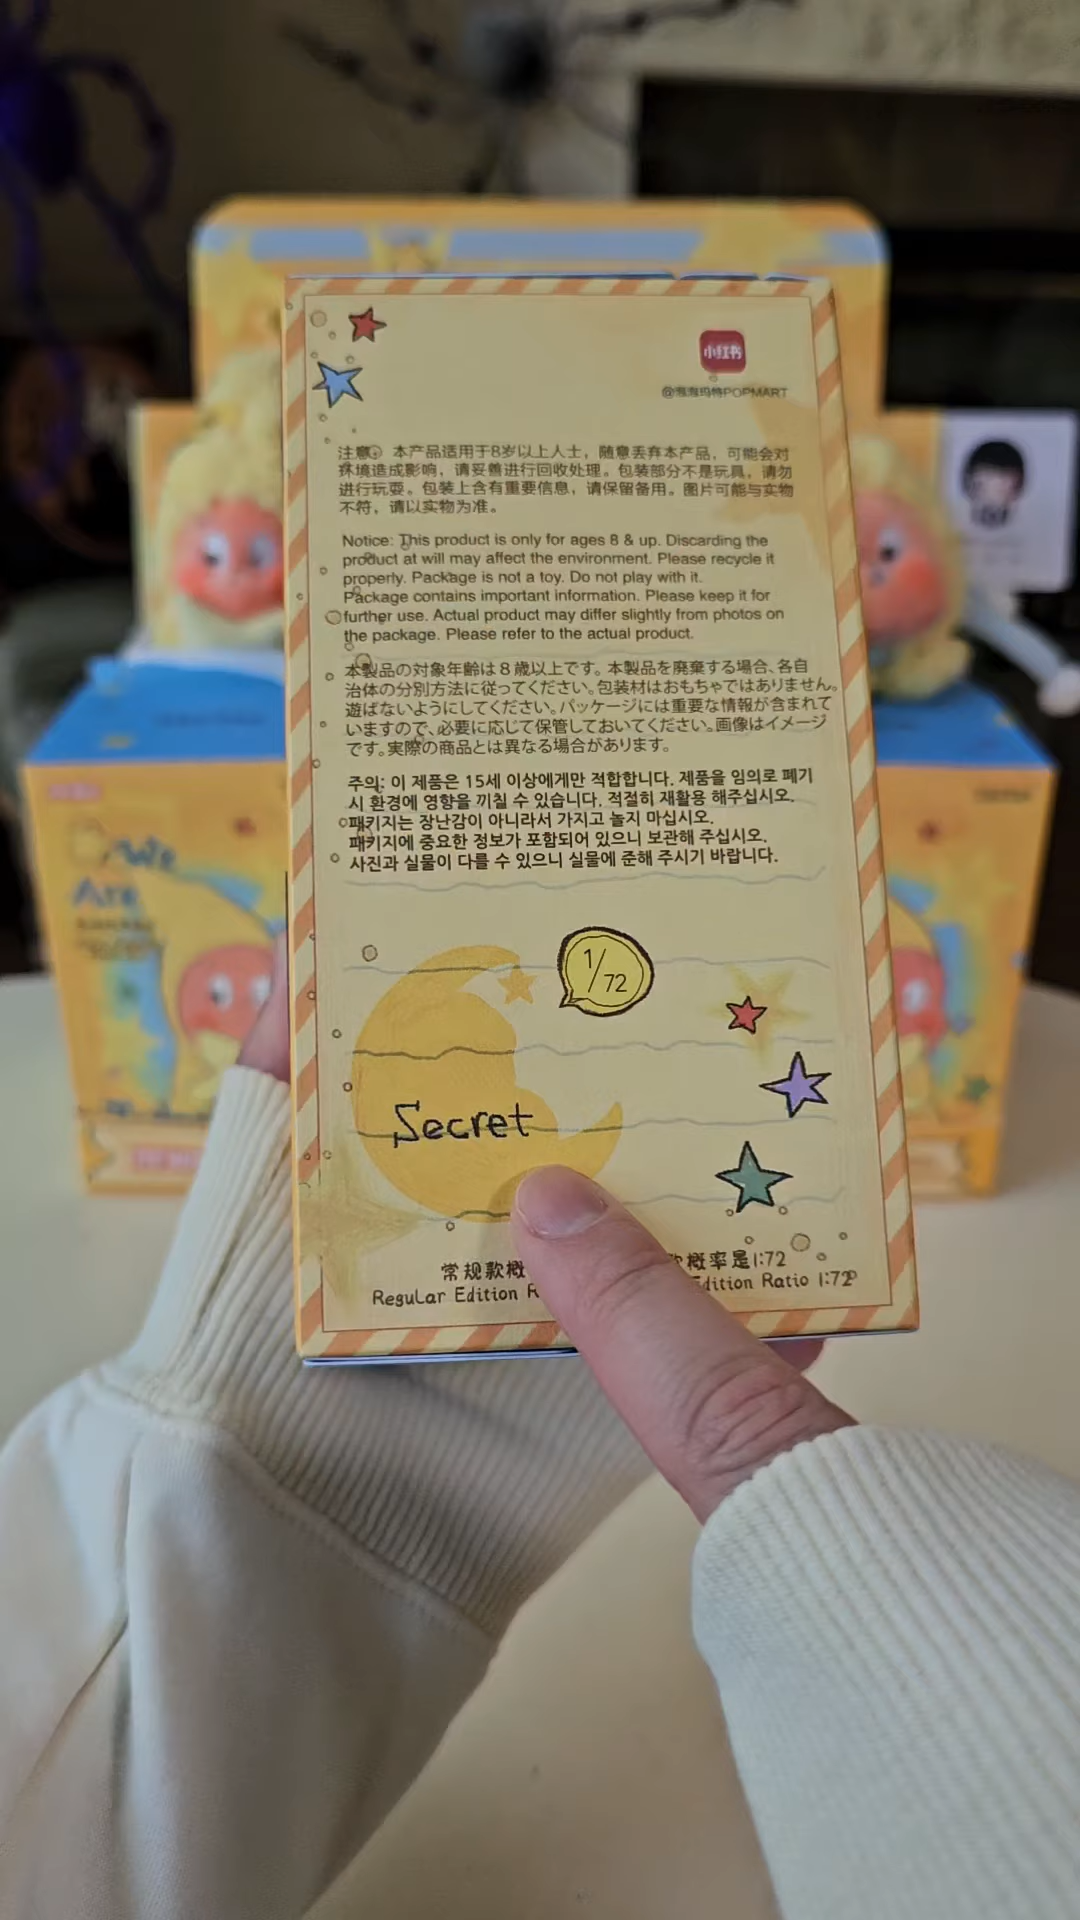 小红书
@泡泡玛特POPMART
注意： 本产品适用于8岁以上人士，随意丢弃本产品，可能会对
环境造成影响，请妥善进行回收处理。包装部分不是玩具，请勿
进行玩耍。包装上含有重要信息，请保留备用。图片可能与实物
不符，请以实物为准。
Notice: This product is only for ages 8 & up. Discarding the
product at will may affect the environment. Please recycle it
properly. Package is not a toy. Do not play with it.
Package contains important information. Please keep it for
further use. Actual product may differ slightly from photos on
the package. Please refer to the actual product.
本製品の対象年齢は8歳以上です。本製品を廃棄する場合、各自
治体の分別方法に従ってください。包装材はおもちゃではありません。
遊ばないようにしてください。パッケージには重要な情報が含まれて
いますので、必要に応じて保管しておいてください。画像はイメージ
です。実際の商品とは異なる場合があります。
주의: 이 제품은 15세 이상에게만 적합합니다. 제품을 임의로 폐기
시 환경에 영향을 끼칠 수 있습니다. 적절히 재활용 해주십시오.
패키지는 장난감이 아니라서 가지고 놀지 마십시오.
패키지에 중요한 정보가 포함되어 있으니 보관해 주십시오.
사진과 실물이 다를 수 있으니 실물에 준해 주시기 바랍니다.
1/72
Secret
常规款概 款概率是1:72
Regular Edition R Edition Ratio 1:72
We
Are